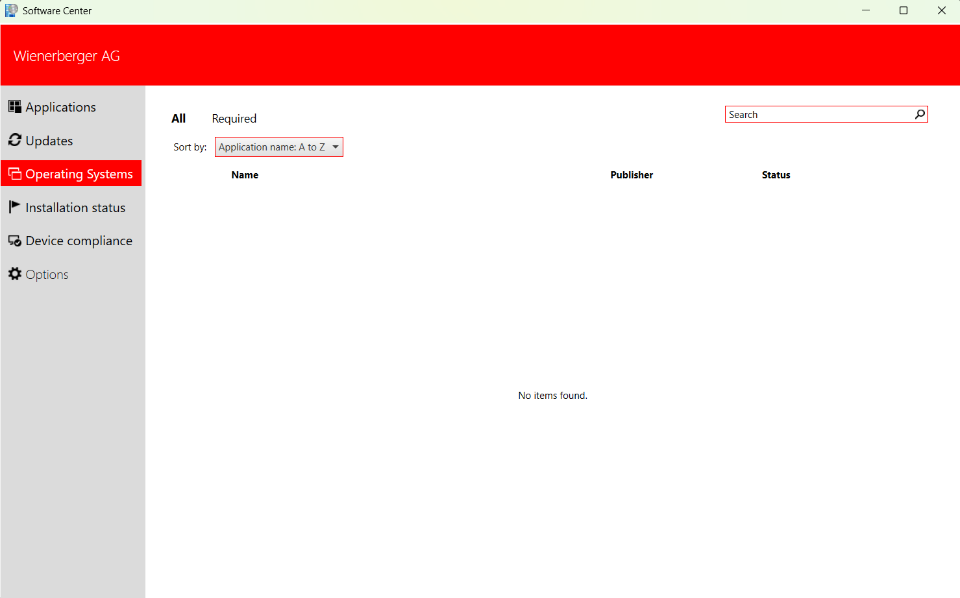 Software Center
Wienerberger AG
Applications
Updates
Operating Systems
Installation status
Device compliance
Options
All Required
Search
Sort by: Application name: A to Z
Name Publisher Status
No items found.